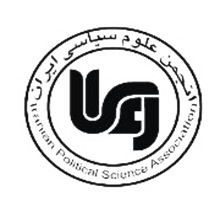 انجمن علوم سیاسی ایران
Iranian Political Science Association